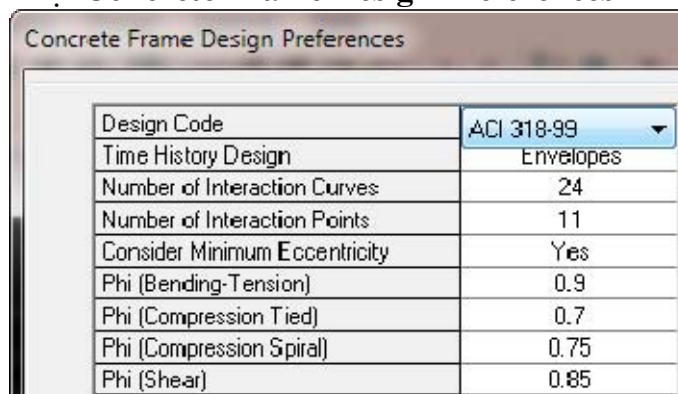 Concrete Frame Design Preferences
Design Code ACI 318-99
Time History Design Envelopes
Number of Interaction Curves 24
Number of Interaction Points 11
Consider Minimum Eccentricity Yes
Phi (Bending-Tension) 0.9
Phi (Compression Tied) 0.7
Phi (Compression Spiral) 0.75
Phi (Shear) 0.85